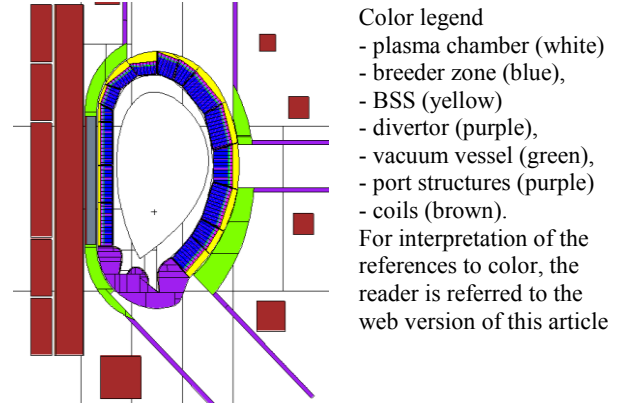 Color legend
- plasma chamber (white)
- breeder zone (blue),
- BSS (yellow)
- divertor (purple),
- vacuum vessel (green),
- port structures (purple)
- coils (brown).
For interpretation of the
references to color, the
reader is referred to the
web version of this article